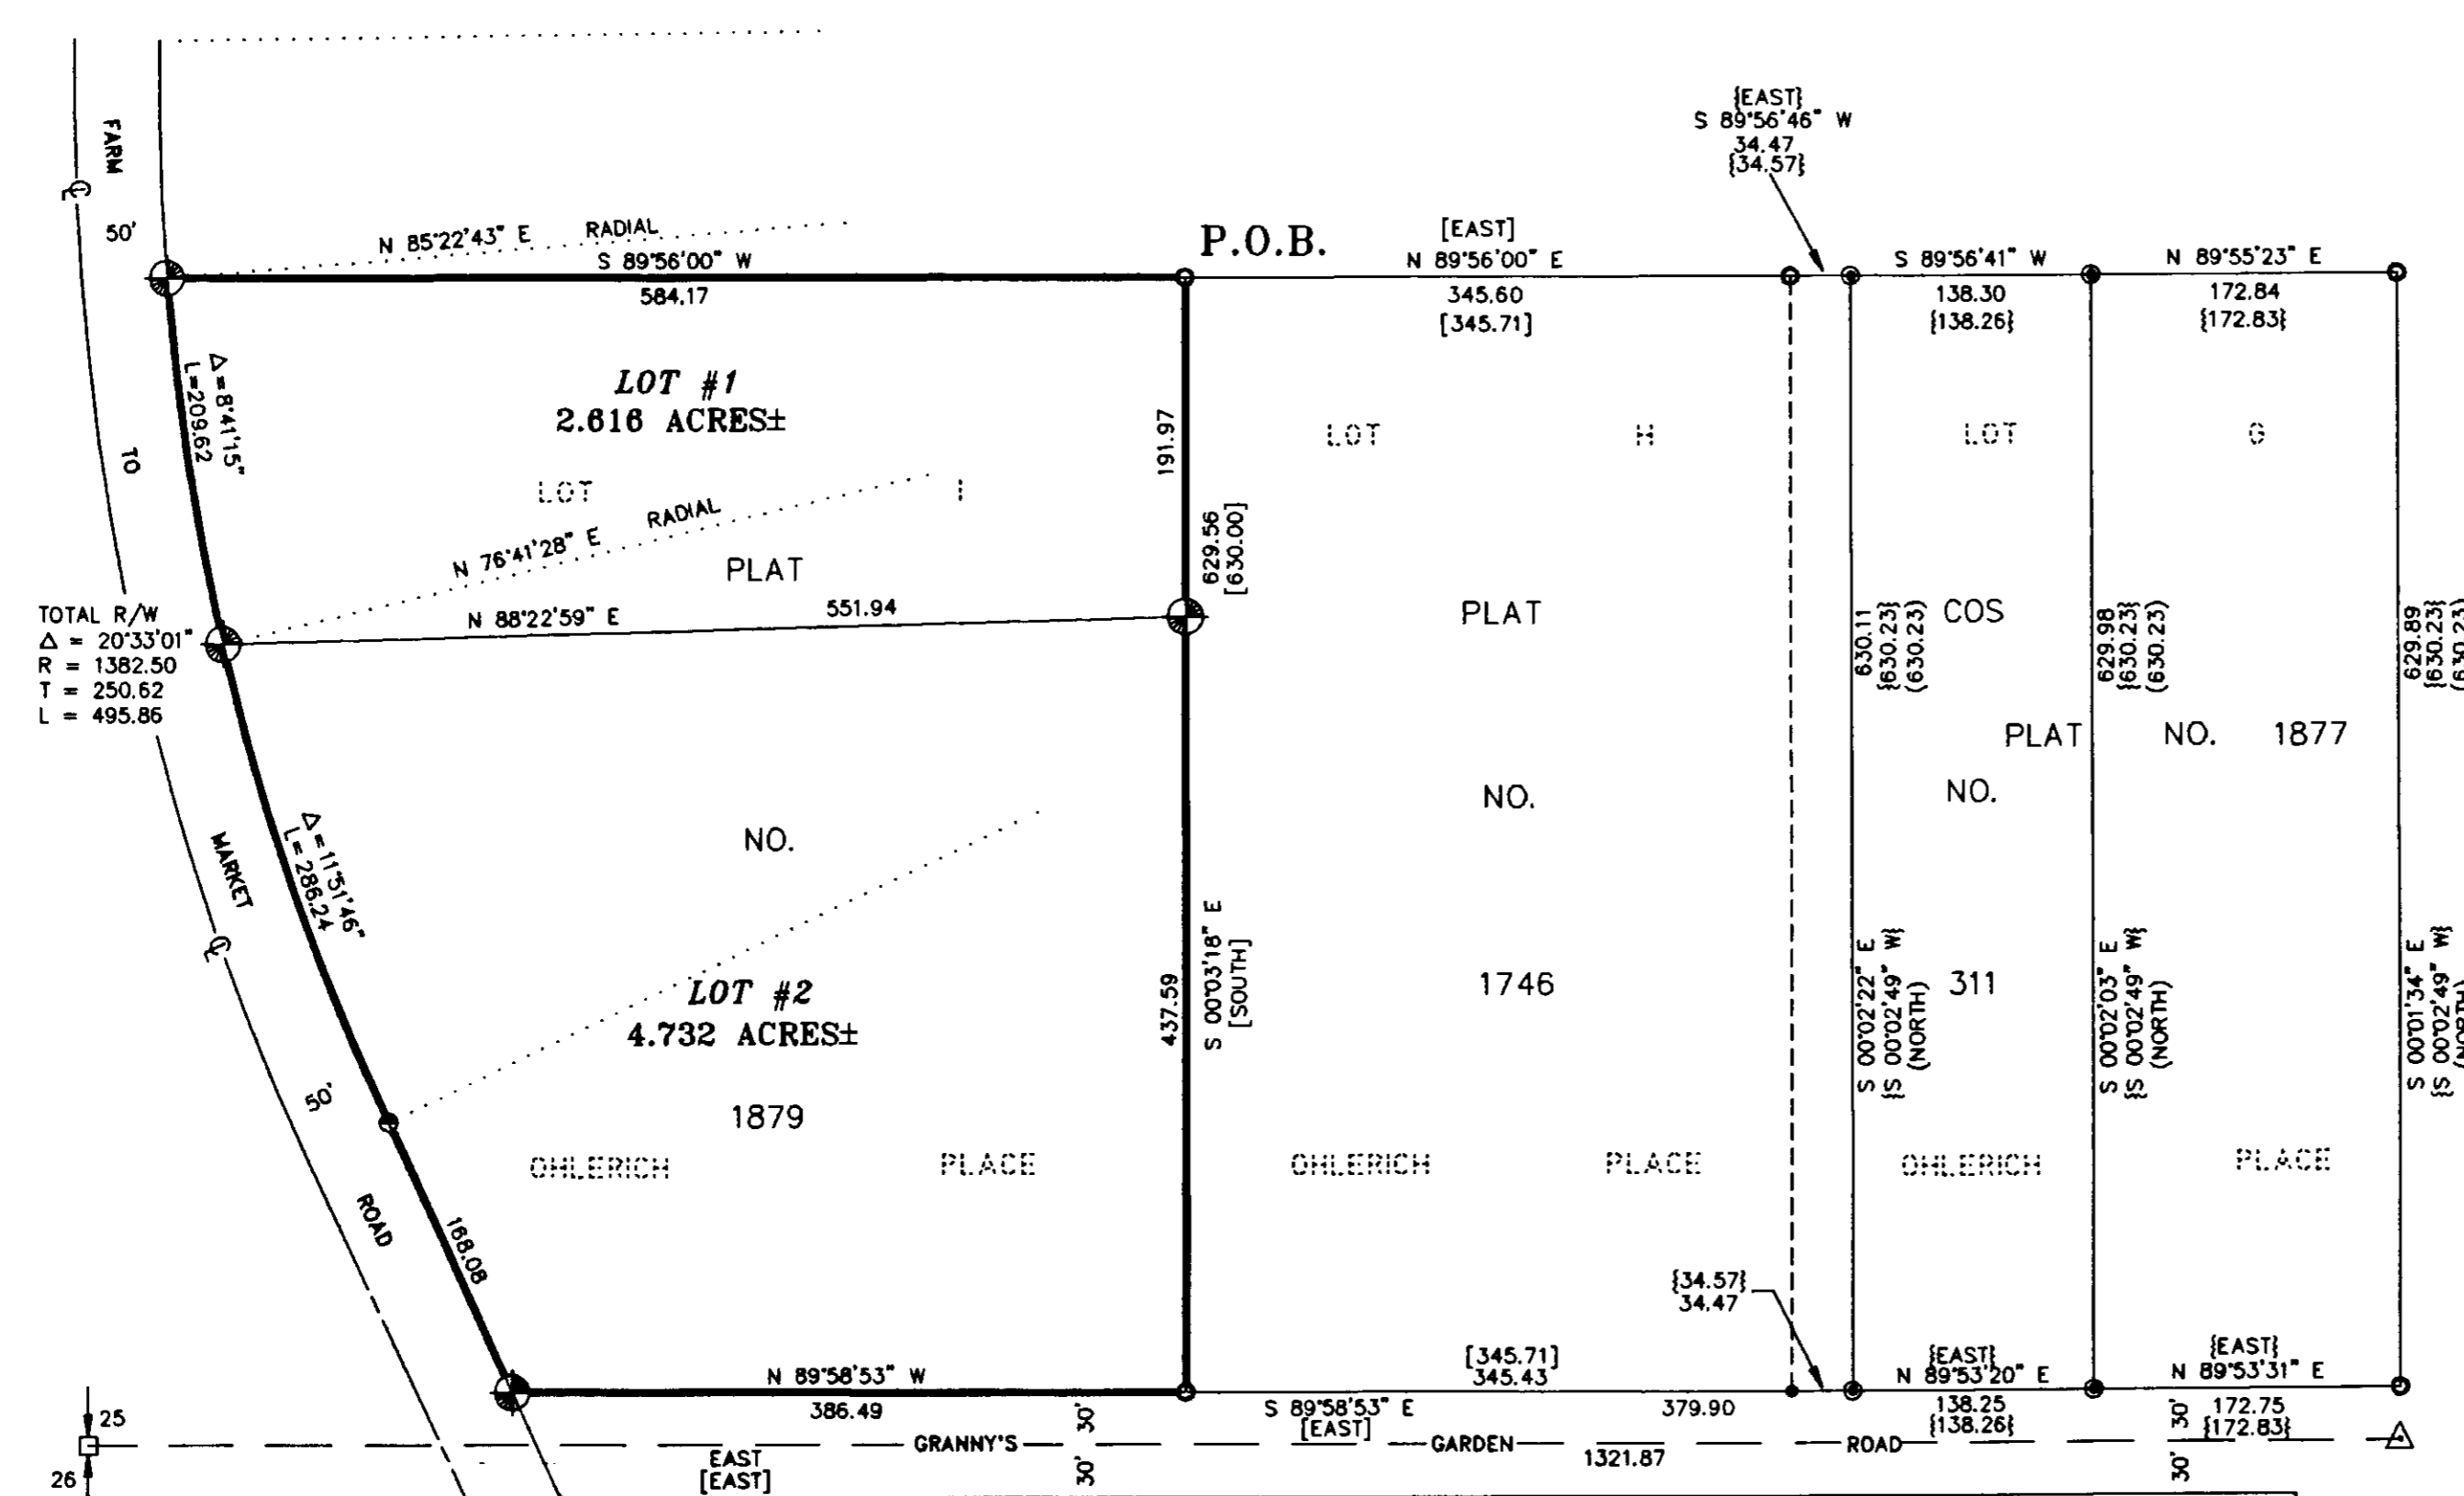 {EAST}
S 89°56'46" W
34.47
{34.57}
FARM
50'
N 85°22'43" E RADIAL
S 89°56'00" W
584.17
P.O.B.
[EAST]
N 89°56'00" E
345.60
[345.71]
S 89°56'41" W
138.30
{138.26}
N 89°55'23" E
172.84
{172.83}
Δ=8°41'15"
L=209.62
LOT #1
2.616 ACRES±
191.97
LOT H
LOT G
TO
LOT I
N 76°41'28" E RADIAL
PLAT
629.56
[630.00]
N 88°22'59" E
551.94
TOTAL R/W
Δ = 20°33'01"
R = 1382.50
T = 250.62
L = 495.86
PLAT
COS
630.11
{630.23}
(630.23)
629.98
{630.23}
(630.23)
629.89
{630.23}
(630.23)
PLAT NO. 1877
MARKET
Δ=11°51'46"
L=286.24
NO.
NO.
NO.
LOT #2
4.732 ACRES±
437.59
S 00°03'18" E
[SOUTH]
1746
311
S 00°02'22" E
{S 00°02'49" W}
(NORTH)
S 00°02'03" E
{S 00°02'49" W}
(NORTH)
S 00°01'34" E
{S 00°02'49" W}
(NORTH)
50'
1879
OHLERICH PLACE
OHLERICH PLACE
OHLERICH PLACE
ROAD
168.08
{34.57}
34.47
N 89°58'53" W
386.49
[345.71]
345.43
S 89°58'53" E
[EAST]
379.90
{EAST}
N 89°53'20" E
138.25
{138.26}
{EAST}
N 89°53'31" E
172.75
{172.83}
25
26
30'
30'
30'
30'
GRANNY'S GARDEN ROAD
EAST
[EAST]
1321.87